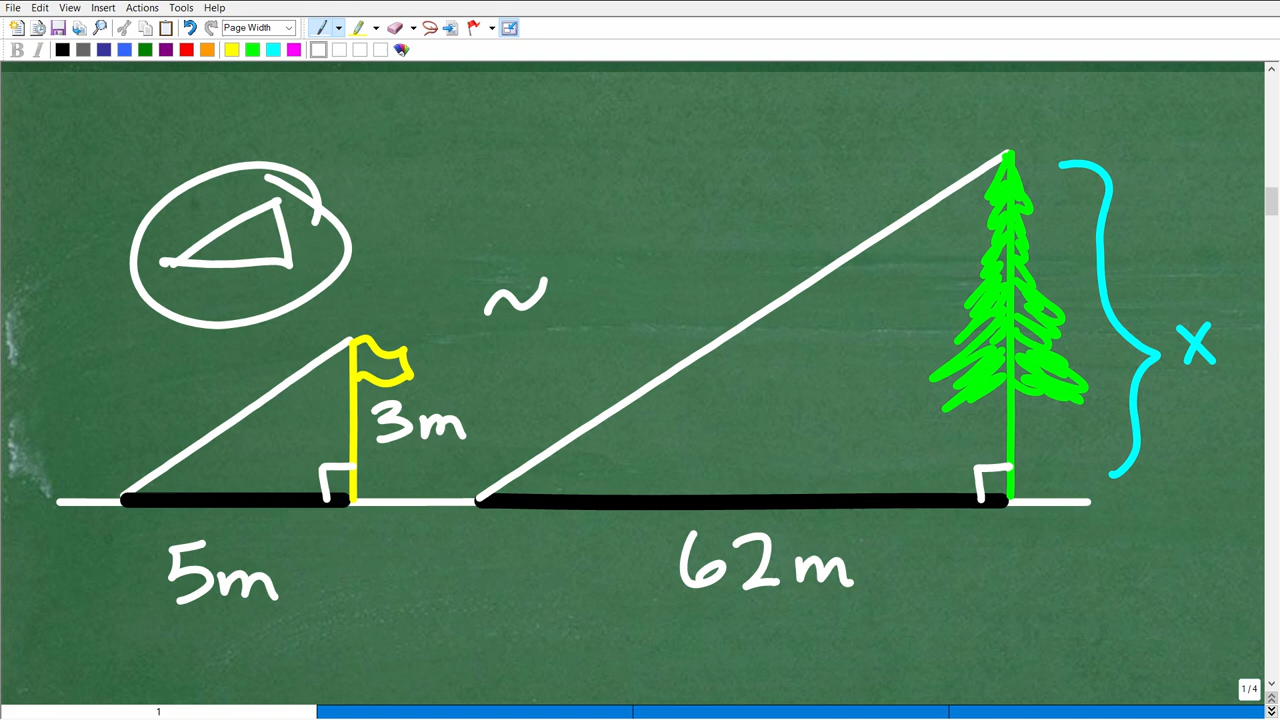 File Edit View Insert Actions Tools Help
Page Width
B I
~
x
3m
5m
62m
1/4
1